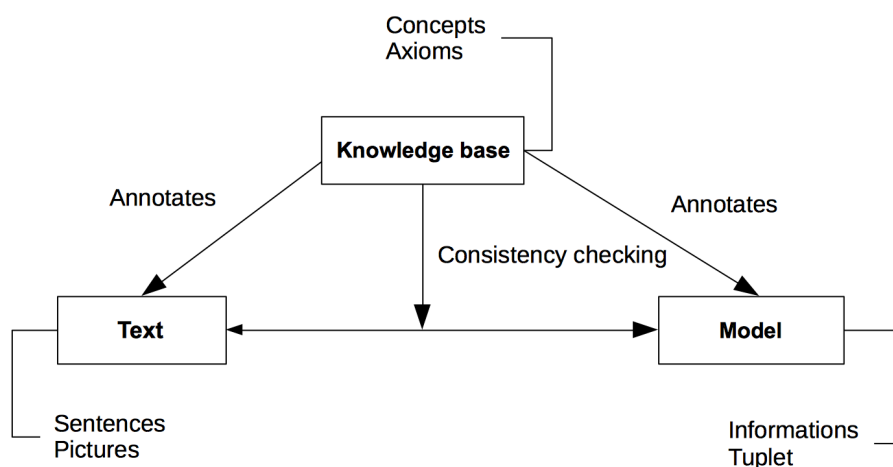 Concepts
Axioms
Knowledge base
Annotates
Annotates
Consistency checking
Text
Model
Sentences
Pictures
Informations
Tuplet